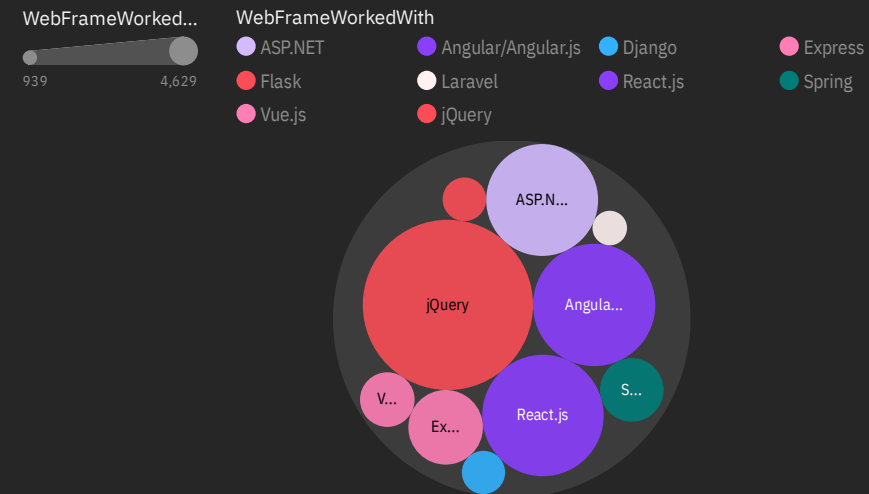 WebFrameWorked...
939 4,629
WebFrameWorkedWith
ASP.NET Angular/Angular.js Django Express
Flask Laravel React.js Spring
Vue.js jQuery
ASP.N...
jQuery Angula...
S...
V...
React.js
Ex...